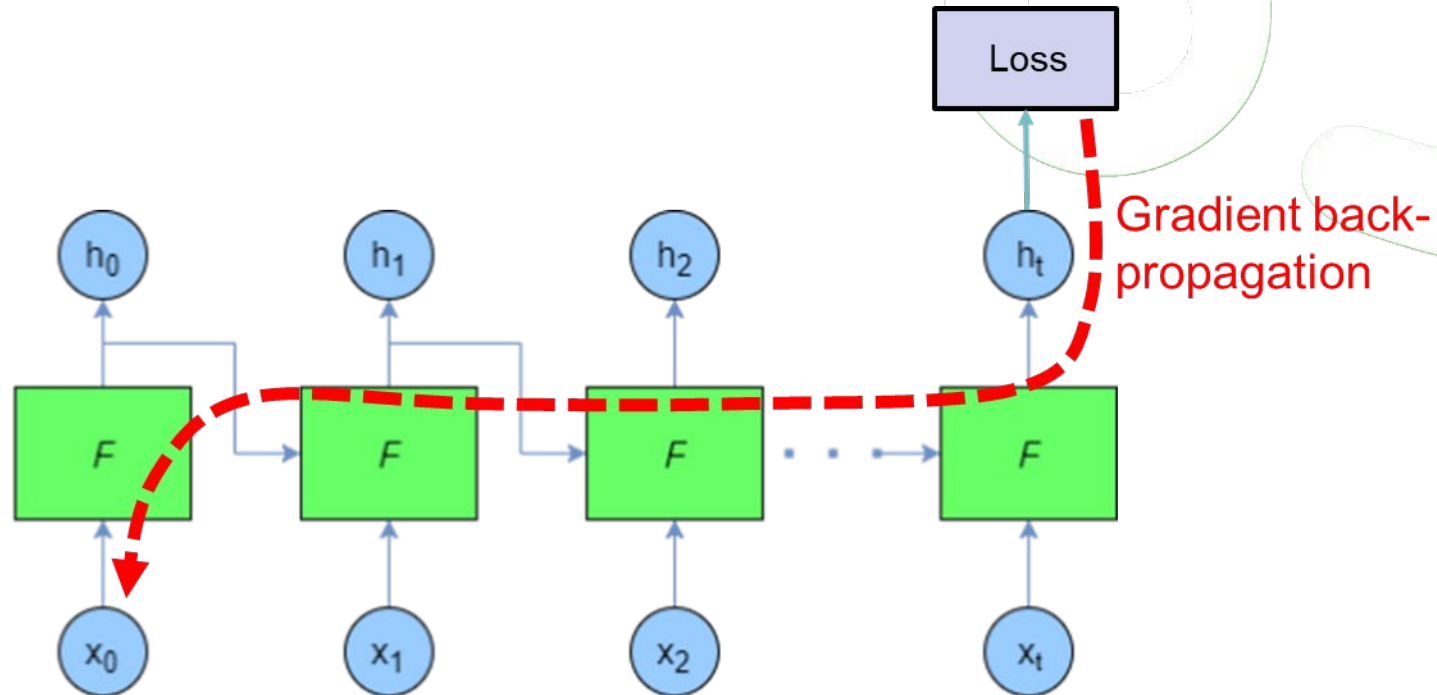 Loss
Gradient back-
propagation
h₀ h₁ h₂ hₜ
F F F F
x₀ x₁ x₂ xₜ